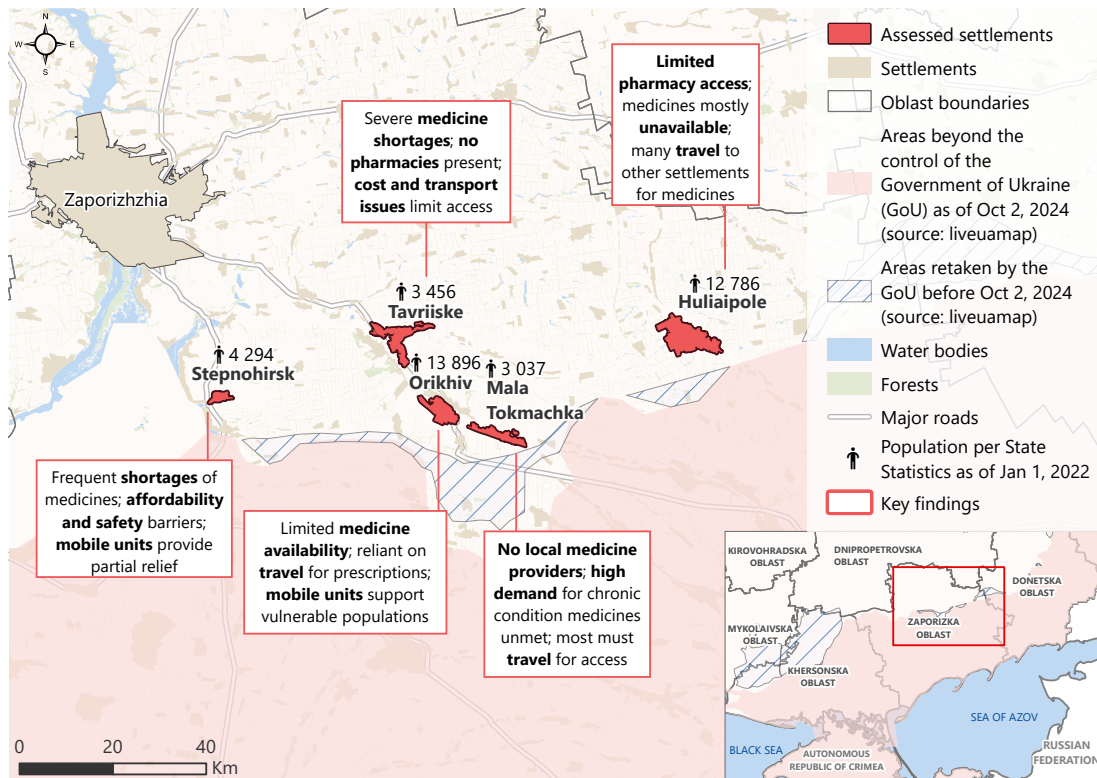 N
W
E
S
Zaporizhzhia
Severe medicine
shortages; no
pharmacies present;
cost and transport
issues limit access
Limited
pharmacy access;
medicines mostly
unavailable;
many travel to
other settlements
for medicines
3 456
Tavriiske
12 786
Huliaipole
4 294
Stepnohirsk
13 896
Orikhiv
3 037
Mala
Tokmachka
Frequent shortages of
medicines; affordability
and safety barriers;
mobile units provide
partial relief
Limited medicine
availability; reliant on
travel for prescriptions;
mobile units support
vulnerable populations
No local medicine
providers; high
demand for chronic
condition medicines
unmet; most must
travel for access
0 20 40
Km
Assessed settlements
Settlements
Oblast boundaries
Areas beyond the
control of the
Government of Ukraine
(GoU) as of Oct 2, 2024
(source: liveuamap)
Areas retaken by the
GoU before Oct 2, 2024
(source: liveuamap)
Water bodies
Forests
Major roads
Population per State
Statistics as of Jan 1, 2022
Key findings
KIROVOHRADSKA
OBLAST
DNIPROPETROVSKA
OBLAST
DONETSKA
OBLAST
ZAPORIZKA
OBLAST
MYKOLAIVSKA
OBLAST
KHERSONSKA
OBLAST
SEA OF AZOV
BLACK SEA
AUTONOMOUS
REPUBLIC OF CRIMEA
RUSSIAN
FEDERATION